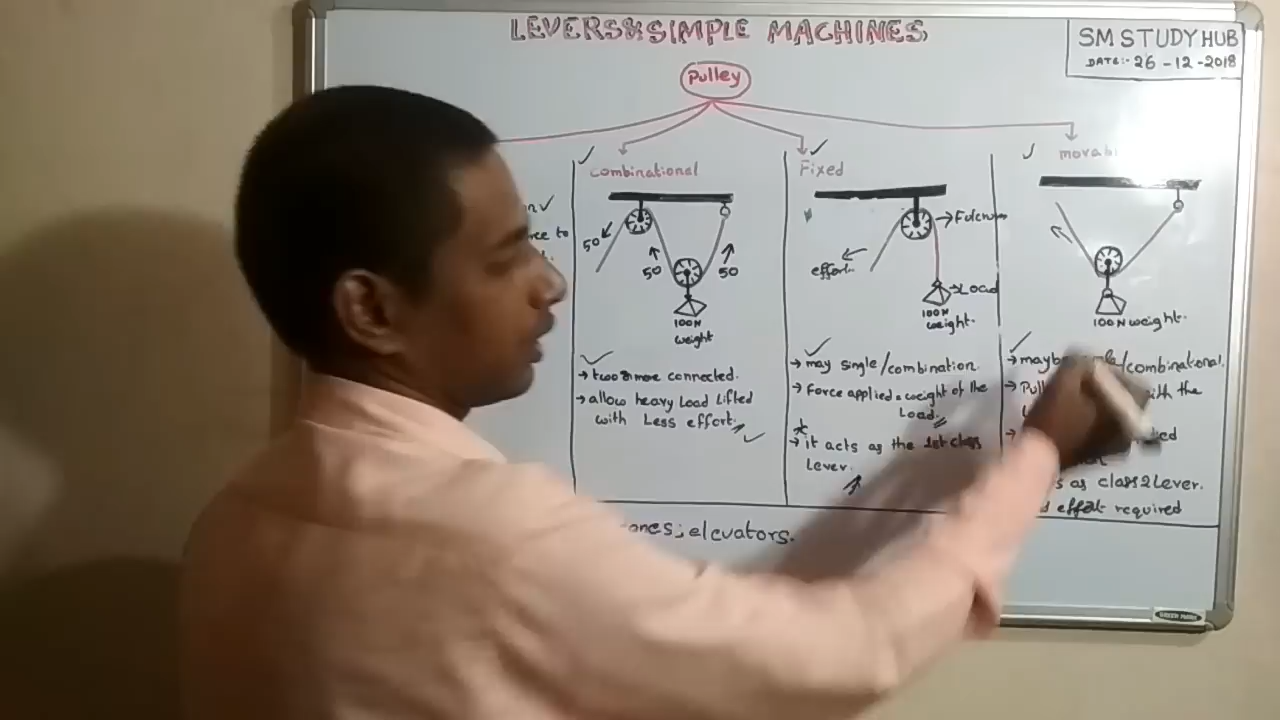 LEVERS & SIMPLE MACHINES
SM STUDY HUB
DATE:- 26-12-2018
Pulley
to
Combinational
50
50
50
100N
weight
→ two & more connected.
→ allow heavy Load Lifted
with Less effort.
Fixed
→Fulcrum
effort.
→Load
100N
weight.
→ may single/combination.
→ Force applied = weight of the
Load.
→ it acts as the 1st class
Lever.
100N weight.
→ maybe /combinational.
→ with the
as class 2 Lever.
effort required
elevators.
GREEN